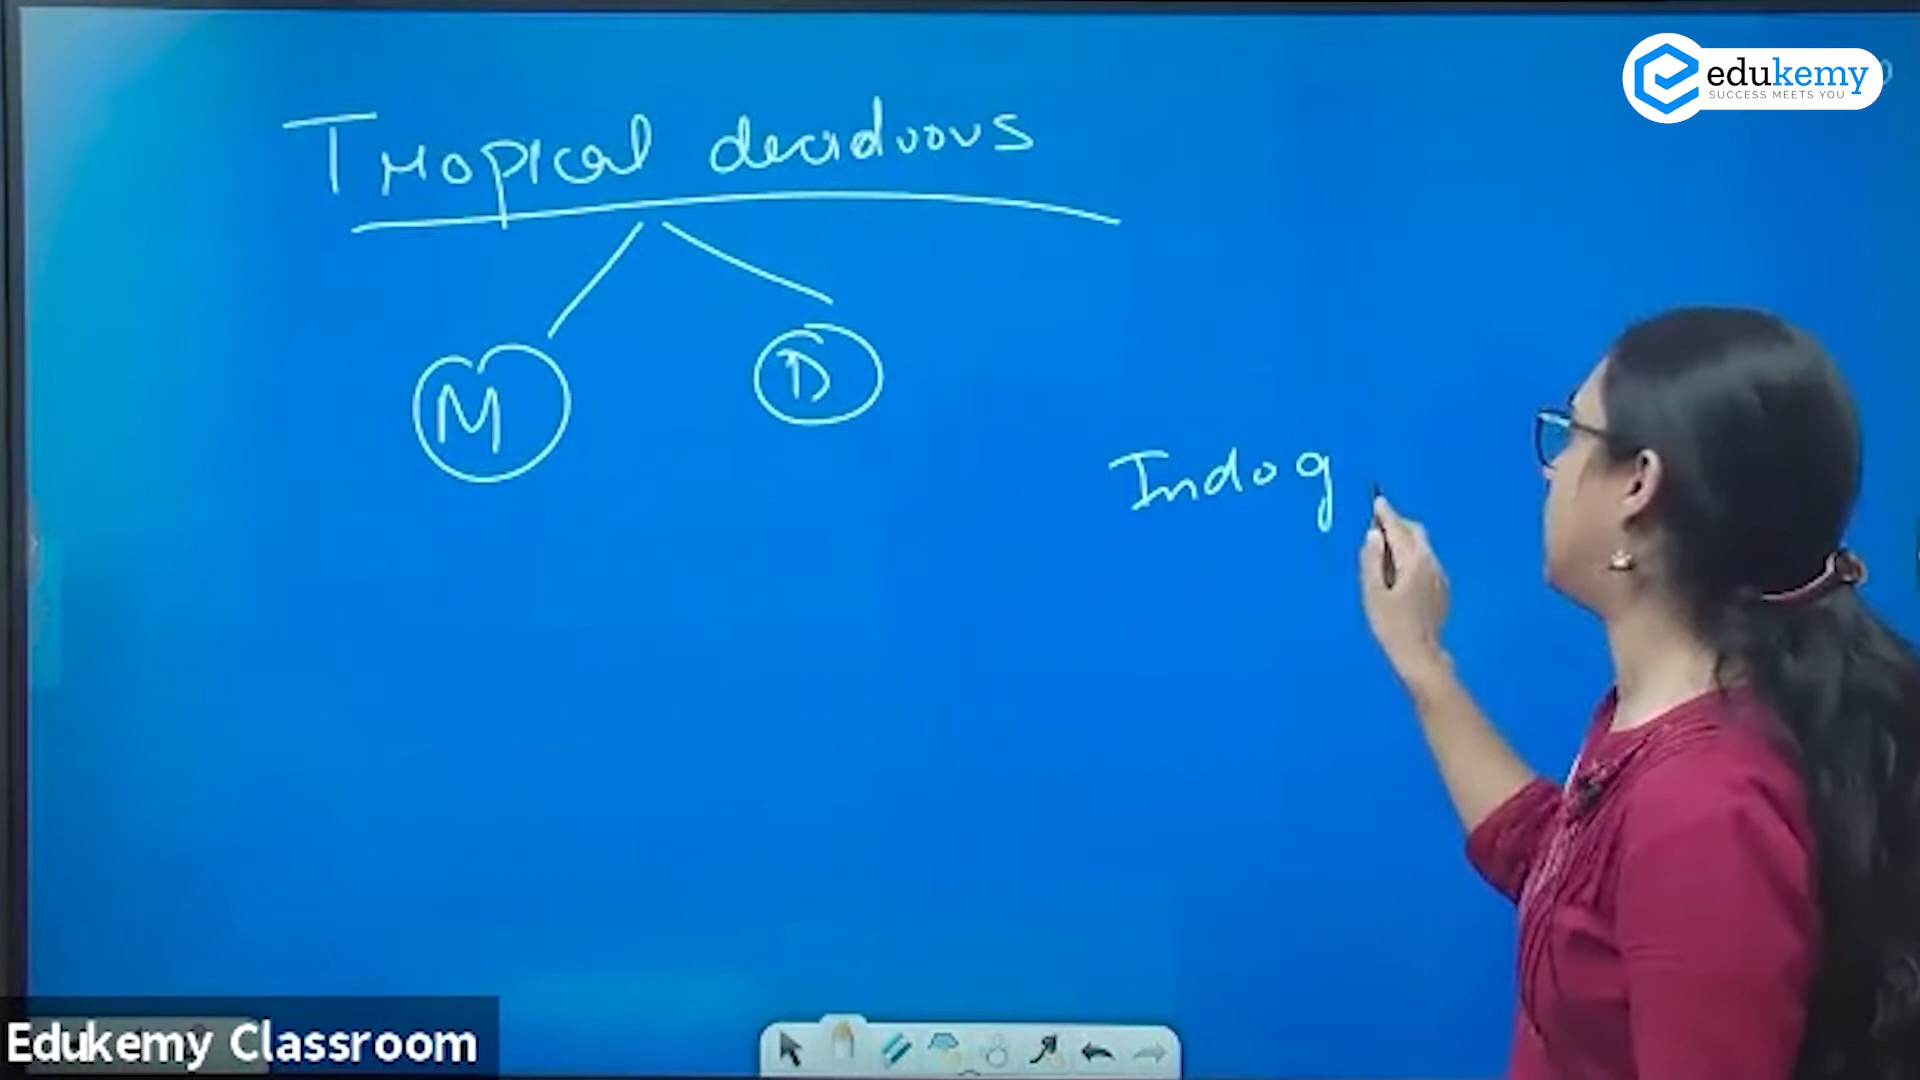 edukemy
SUCCESS MEETS YOU
Tropical deciduous
M D
Indog
Edukemy Classroom